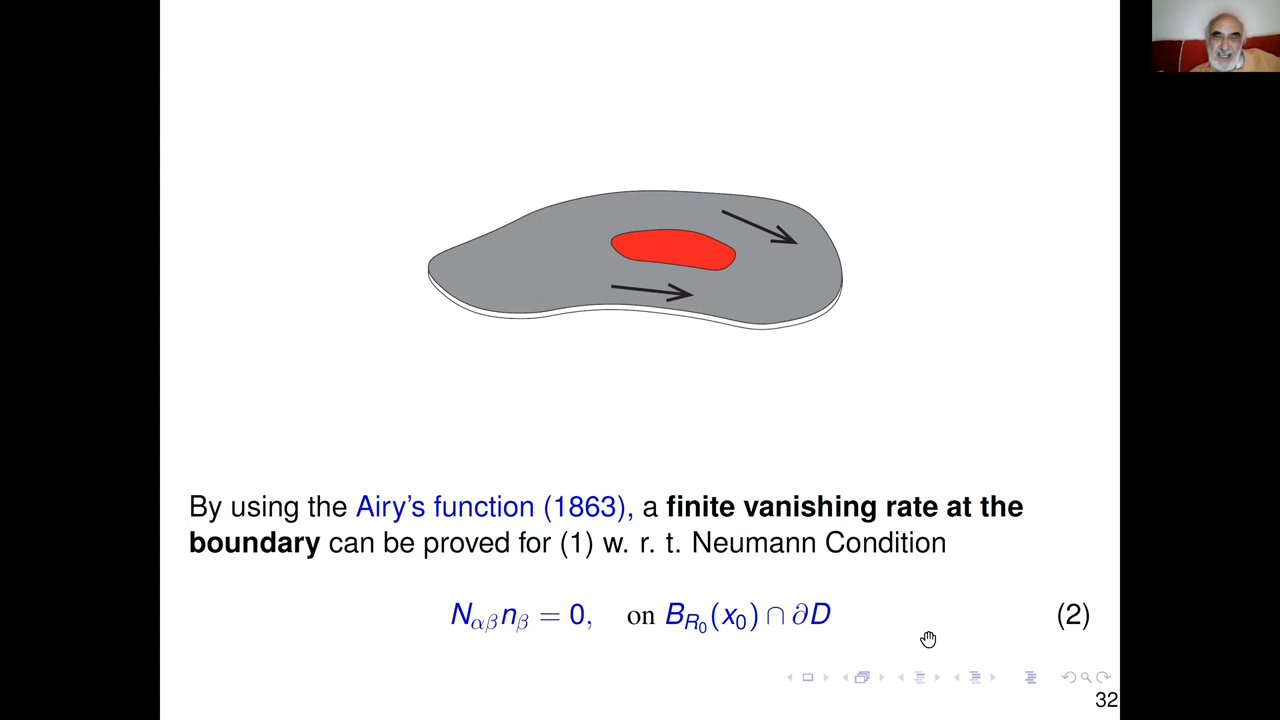 By using the Airy's function (1863), a finite vanishing rate at the
boundary can be proved for (1) w. r. t. Neumann Condition
N_{αβ}n_β = 0, on B_{R_0}(x_0) ∩ ∂D (2)
32